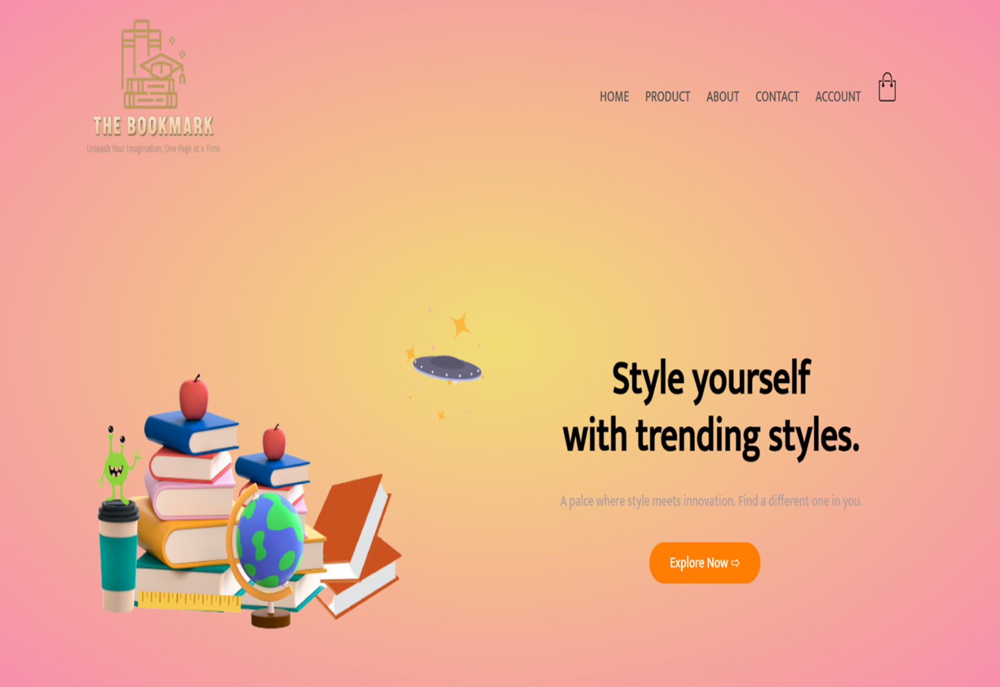 THE BOOKMARK
Unleash Your Imagination, One Page at a Time
HOME PRODUCT ABOUT CONTACT ACCOUNT
Style yourself
with trending styles.
A palce where style meets innovation. Find a different one in you.
Explore Now ⇨